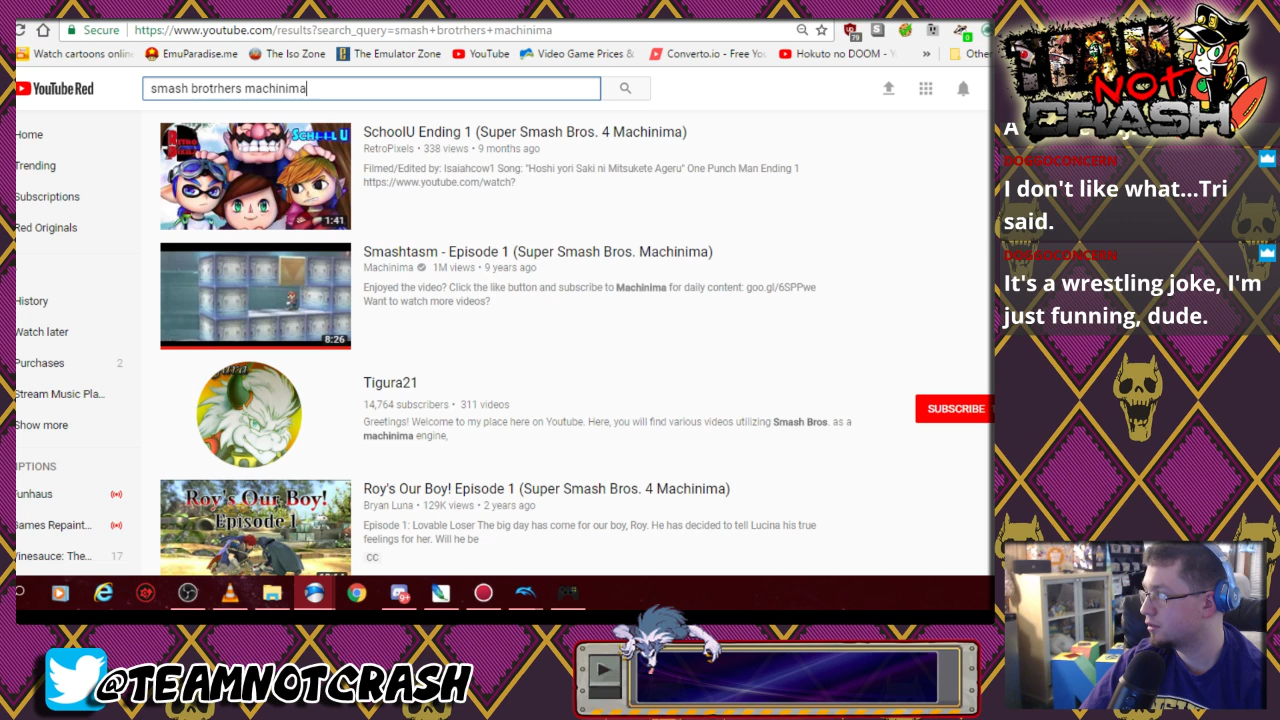 Secure https://www.youtube.com/results?search_query=smash+brotrhers+machinima
Watch cartoons onlin EmuParadise.me The Iso Zone The Emulator Zone YouTube Video Game Prices & Converto.io - Free You Hokuto no DOOM - Y » Other
YouTube Red
smash brotrhers machinima
Home
Trending
Subscriptions
Red Originals
History
Watch later
Purchases 2
Stream Music Pla...
Show more
IPTIONS
Funhaus
Games Repaint...
Vinesauce: The... 17
SCHOOL U
1:41
SchoolU Ending 1 (Super Smash Bros. 4 Machinima)
RetroPixels • 338 views • 9 months ago
Filmed/Edited by: Isaiahcow1 Song: "Hoshi yori Saki ni Mitsukete Ageru" One Punch Man Ending 1
https://www.youtube.com/watch?
8:26
Smashtasm - Episode 1 (Super Smash Bros. Machinima)
Machinima 1M views • 9 years ago
Enjoyed the video? Click the like button and subscribe to Machinima for daily content: goo.gl/6SPPwe
Want to watch more videos?
Tigura21
14,764 subscribers • 311 videos
Greetings! Welcome to my place here on Youtube. Here, you will find various videos utilizing Smash Bros. as a
machinima engine,
SUBSCRIBE
Roy's Our Boy!
Episode 1
Roy's Our Boy! Episode 1 (Super Smash Bros. 4 Machinima)
Bryan Luna • 129K views • 2 years ago
Episode 1: Lovable Loser The big day has come for our boy, Roy. He has decided to tell Lucina his true
feelings for her. Will he be
CC
TEAM
NOT
CRASH
DOGGOCONCERN
I don't like what...Tri
said.
DOGGOCONCERN
It's a wrestling joke, I'm
just funning, dude.
@TEAMNOTCRASH